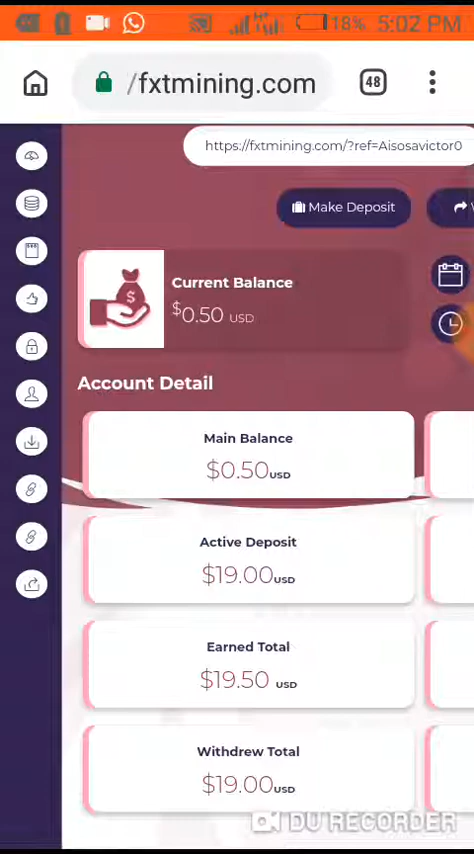 18% 5:02 PM
/fxtmining.com 48
https://fxtmining.com/?ref=Aisosavictor0
Make Deposit
Current Balance
$0.50 USD
Account Detail
Main Balance
$0.50USD
Active Deposit
$19.00USD
Earned Total
$19.50 USD
Withdrew Total
$19.00USD
DU RECORDER